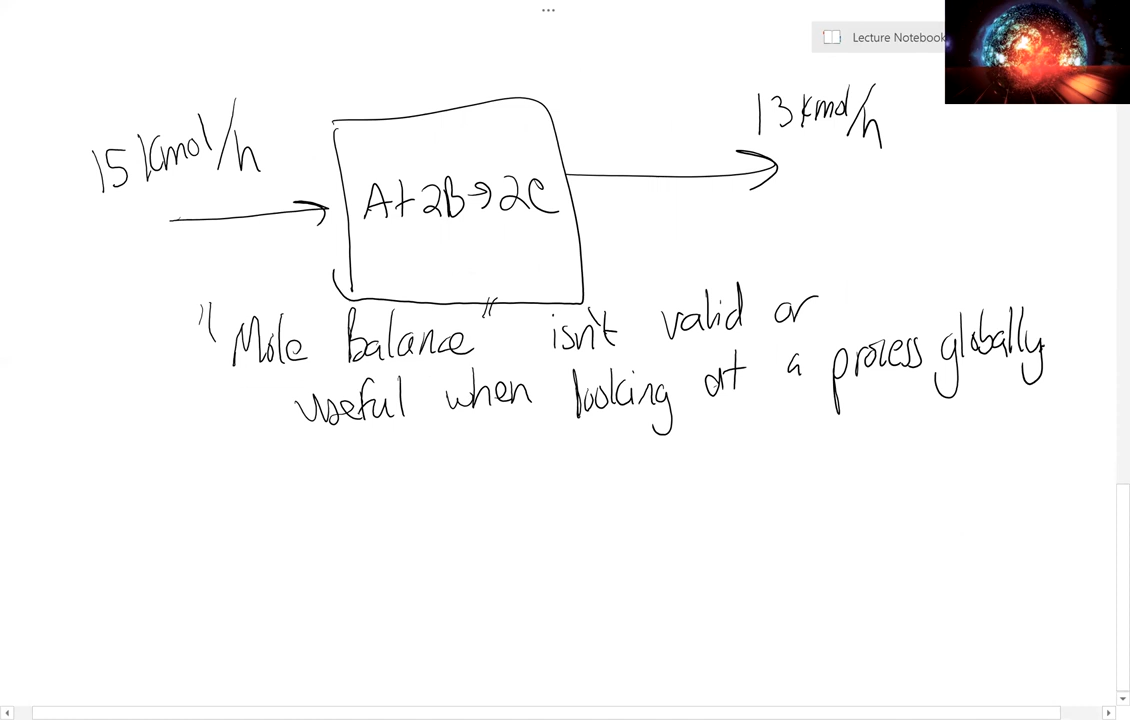 Lecture Notebook
15 Kmol/h
13 Kmol/h
A + 2B → 2C
"Mole Balance" isn't valid or
useful when looking at a process globally